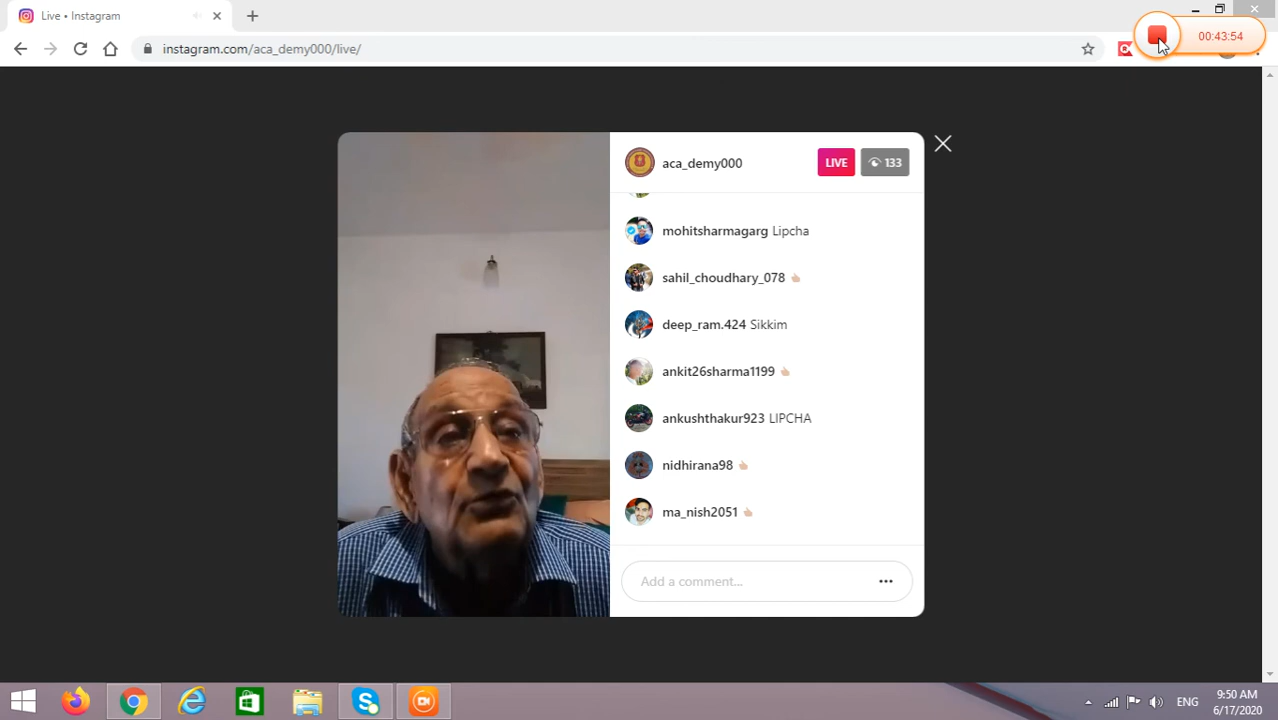 Live • Instagram
00:43:54
instagram.com/aca_demy000/live/
aca_demy000 LIVE 133
mohitsharmagarg Lipcha
sahil_choudhary_078
deep_ram.424 Sikkim
ankit26sharma1199
ankushthakur923 LIPCHA
nidhirana98
ma_nish2051
Add a comment...
ENG
9:50 AM
6/17/2020